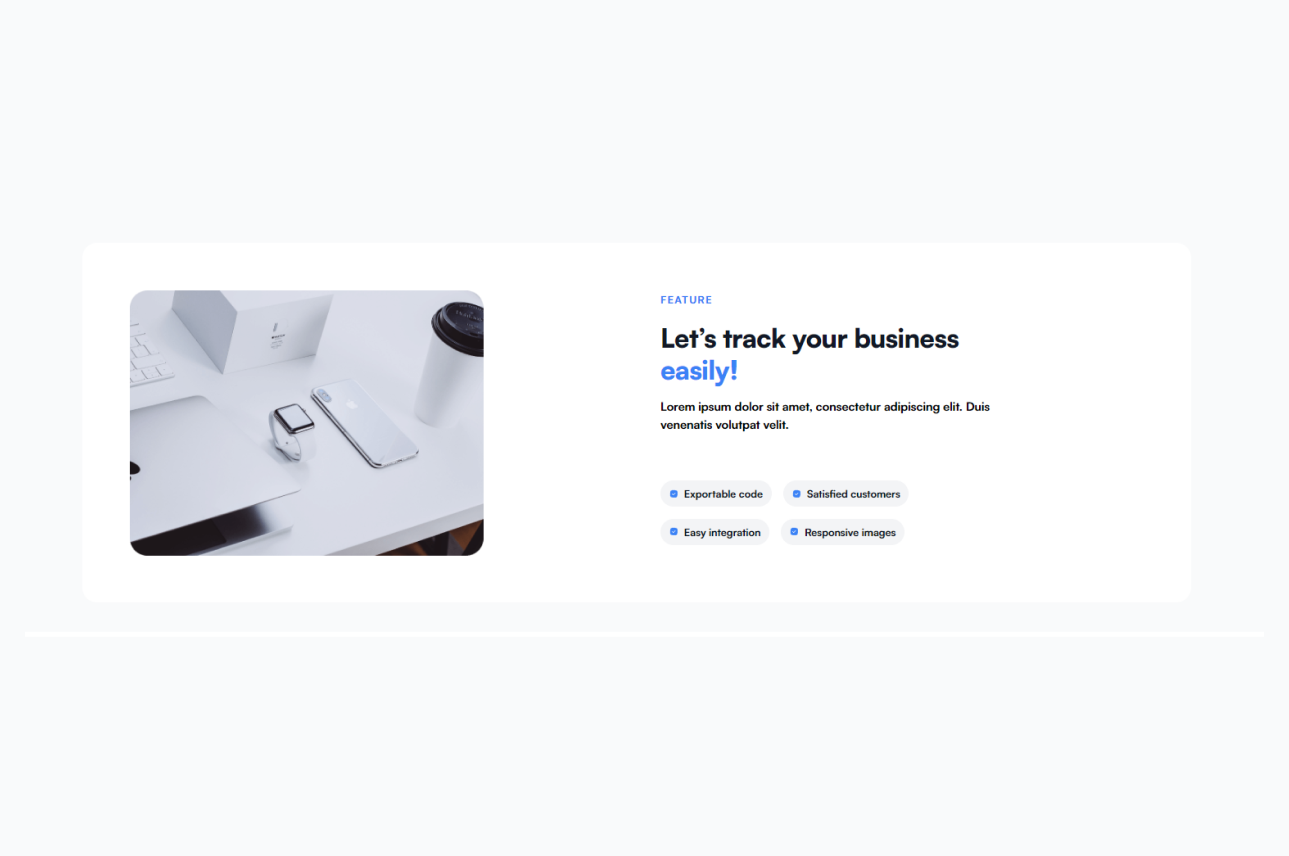 FEATURE
Let’s track your business
easily!
Lorem ipsum dolor sit amet, consectetur adipiscing elit. Duis
venenatis volutpat velit.
Exportable code
Satisfied customers
Easy integration
Responsive images